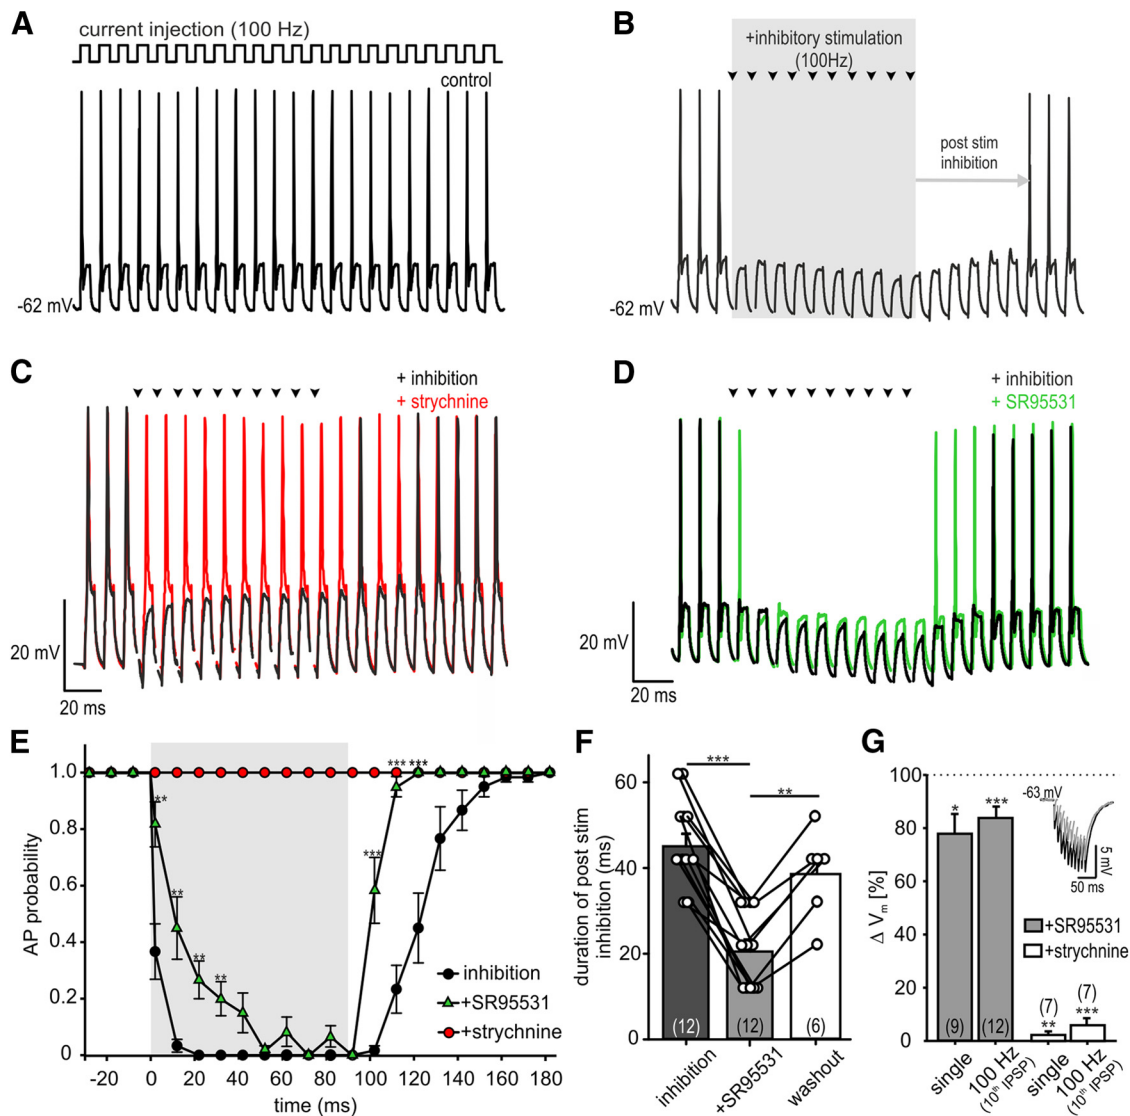 A
current injection (100 Hz)
control
-62 mV
B
+inhibitory stimulation
(100Hz)
post stim
inhibition
-62 mV
C
+ inhibition
+ strychnine
20 mV
20 ms
D
+ inhibition
+ SR95531
20 mV
20 ms
E
AP probability
1.0
0.8
0.6
0.4
0.2
0
** ** ** ** *** *** ***
inhibition
+SR95531
+strychnine
-20 0 20 40 60 80 100 120 140 160 180
time (ms)
F
duration of post stim
inhibition (ms)
60
40
20
0
***
**
(12) (12) (6)
inhibition
+SR95531
washout
G
Δ Vm [%]
100
80
60
40
20
0
* ***
-63 mV
5 mV
50 ms
+SR95531
+strychnine
(9) (12)
(7) (7)
** ***
single
100 Hz
(10th IPSP)
single
100 Hz
(10th IPSP)